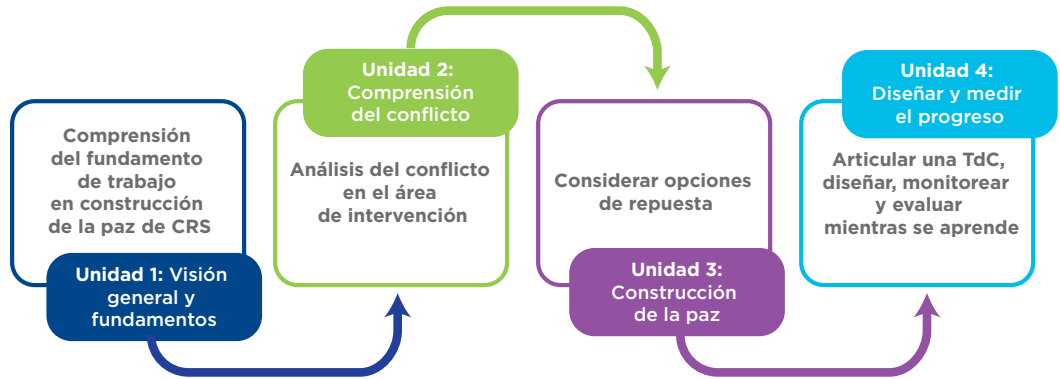 Comprensión
del fundamento
de trabajo
en construcción
de la paz de CRS
Unidad 1: Visión
general y
fundamentos
Unidad 2:
Comprensión
del conflicto
Análisis del conflicto
en el área
de intervención
Considerar opciones
de repuesta
Unidad 3:
Construcción
de la paz
Unidad 4:
Diseñar y medir
el progreso
Articular una TdC,
diseñar, monitorear
y evaluar
mientras se aprende